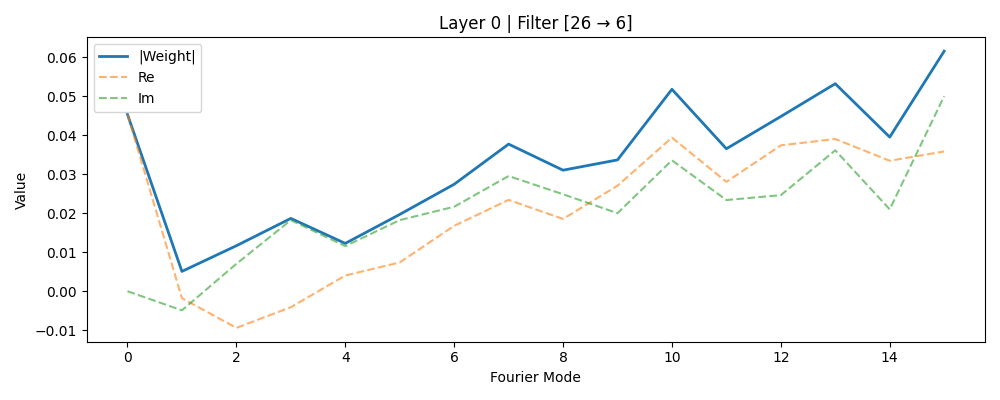 Layer 0 | Filter [26 → 6]
|Weight|
Re
Im
Value
0.06
0.05
0.04
0.03
0.02
0.01
0.00
−0.01
0 2 4 6 8 10 12 14
Fourier Mode